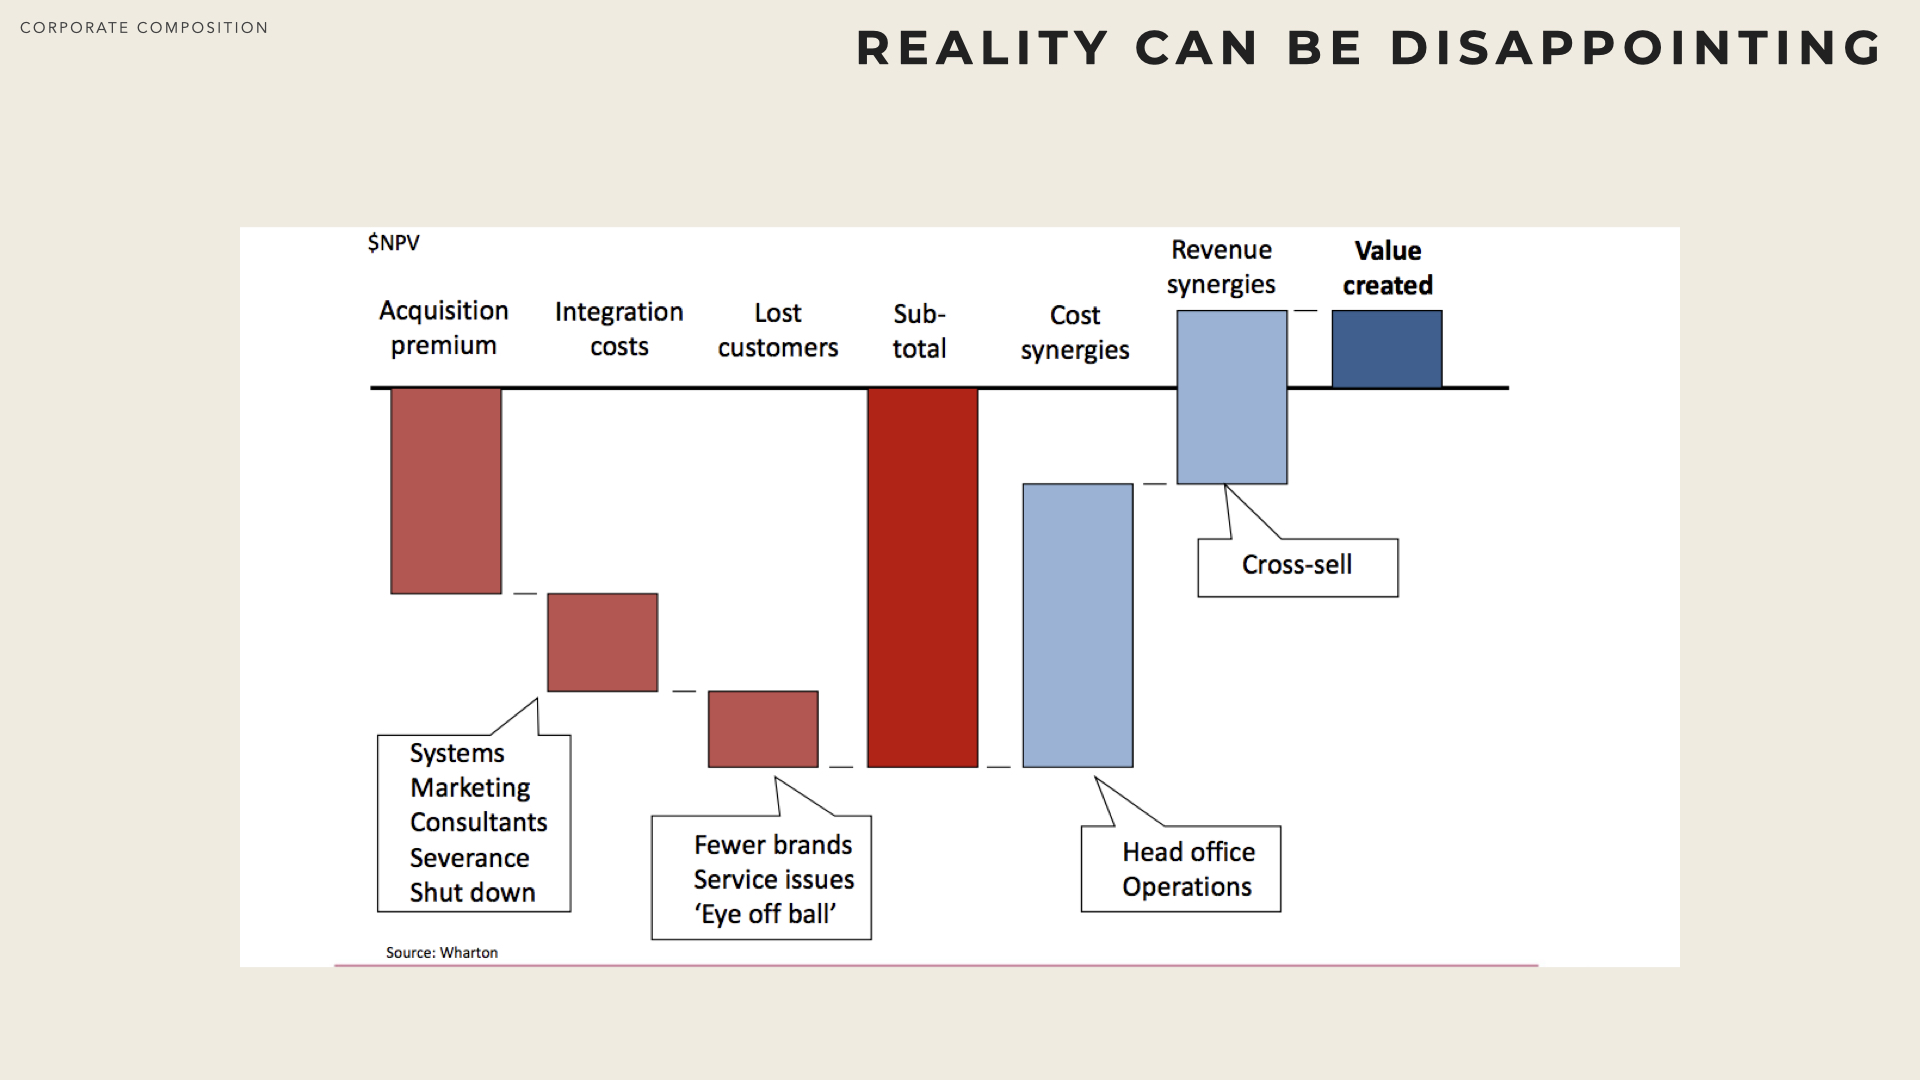 CORPORATE COMPOSITION
REALITY CAN BE DISAPPOINTING
$NPV
Acquisition
premium
Integration
costs
Lost
customers
Sub-
total
Cost
synergies
Revenue
synergies
Value
created
Cross-sell
Systems
Marketing
Consultants
Severance
Shut down
Fewer brands
Service issues
‘Eye off ball’
Head office
Operations
Source: Wharton